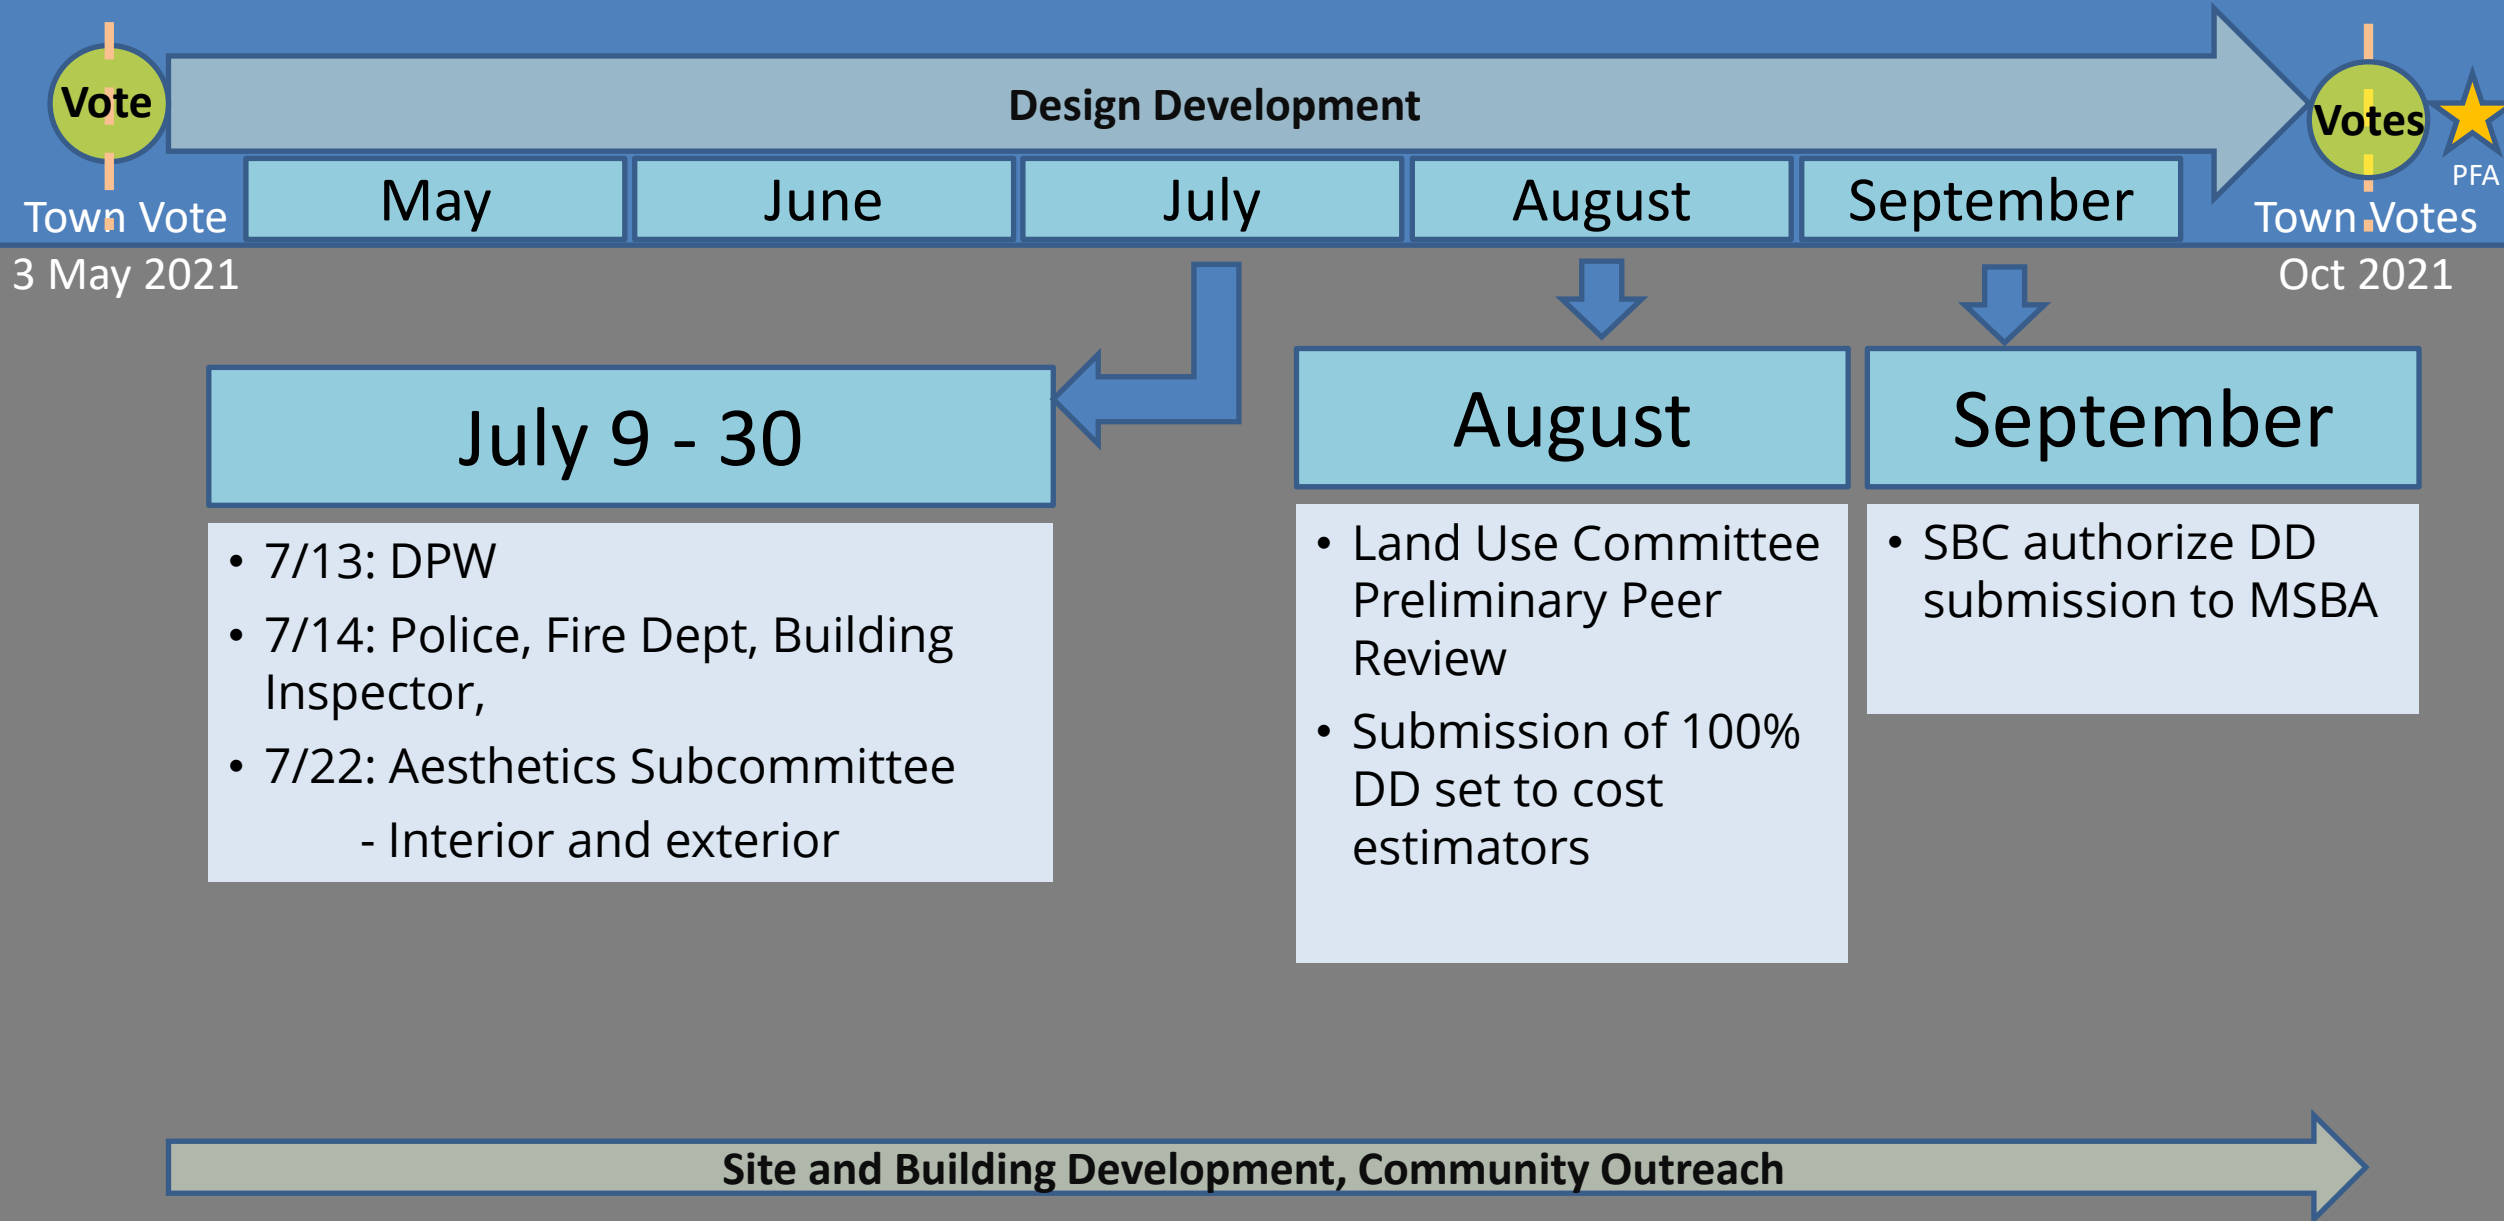 Vote
Design Development
Votes
PFA
May
June
July
August
September
Town Vote
Town Votes
3 May 2021
Oct 2021
July 9 - 30
• 7/13: DPW
• 7/14: Police, Fire Dept, Building
Inspector,
• 7/22: Aesthetics Subcommittee
- Interior and exterior
August
• Land Use Committee
Preliminary Peer
Review
• Submission of 100%
DD set to cost
estimators
September
• SBC authorize DD
submission to MSBA
Site and Building Development, Community Outreach